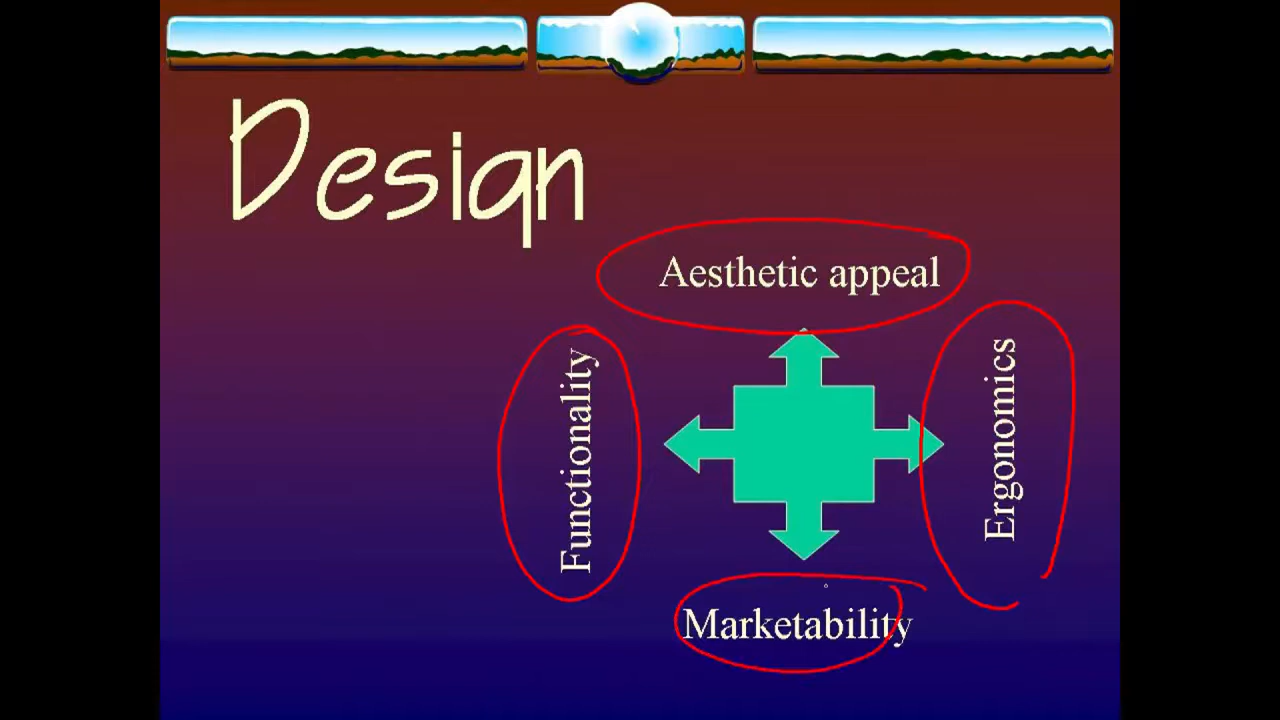 Design
Aesthetic appeal
Functionality
Ergonomics
Marketability